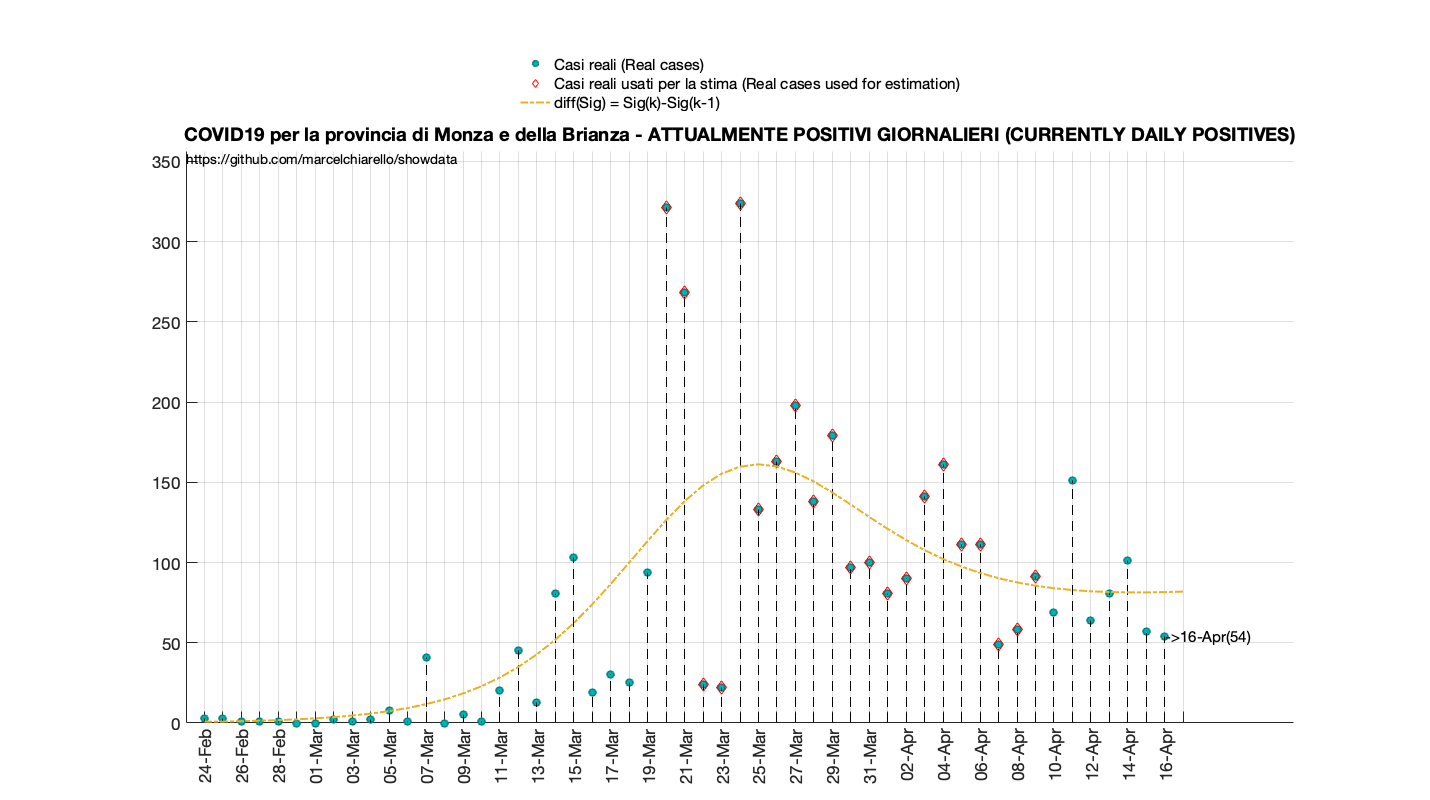 Casi reali (Real cases)
Casi reali usati per la stima (Real cases used for estimation)
diff(Sig) = Sig(k)-Sig(k-1)
COVID19 per la provincia di Monza e della Brianza - ATTUALMENTE POSITIVI GIORNALIERI (CURRENTLY DAILY POSITIVES)
https://github.com/marcelchiarello/showdata
350
300
250
200
150
100
50
0
->16-Apr(54)
24-Feb
26-Feb
28-Feb
01-Mar
03-Mar
05-Mar
07-Mar
09-Mar
11-Mar
13-Mar
15-Mar
17-Mar
19-Mar
21-Mar
23-Mar
25-Mar
27-Mar
29-Mar
31-Mar
02-Apr
04-Apr
06-Apr
08-Apr
10-Apr
12-Apr
14-Apr
16-Apr